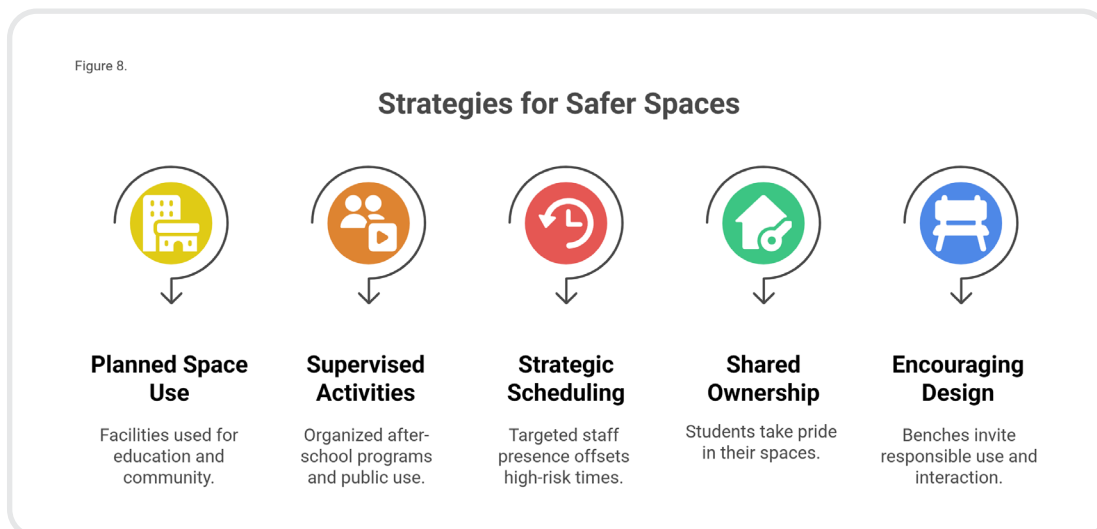 Figure 8.
Strategies for Safer Spaces
Planned Space
Use
Facilities used for
education and
community.
Supervised
Activities
Organized after-
school programs
and public use.
Strategic
Scheduling
Targeted staff
presence offsets
high-risk times.
Shared
Ownership
Students take pride
in their spaces.
Encouraging
Design
Benches invite
responsible use and
interaction.